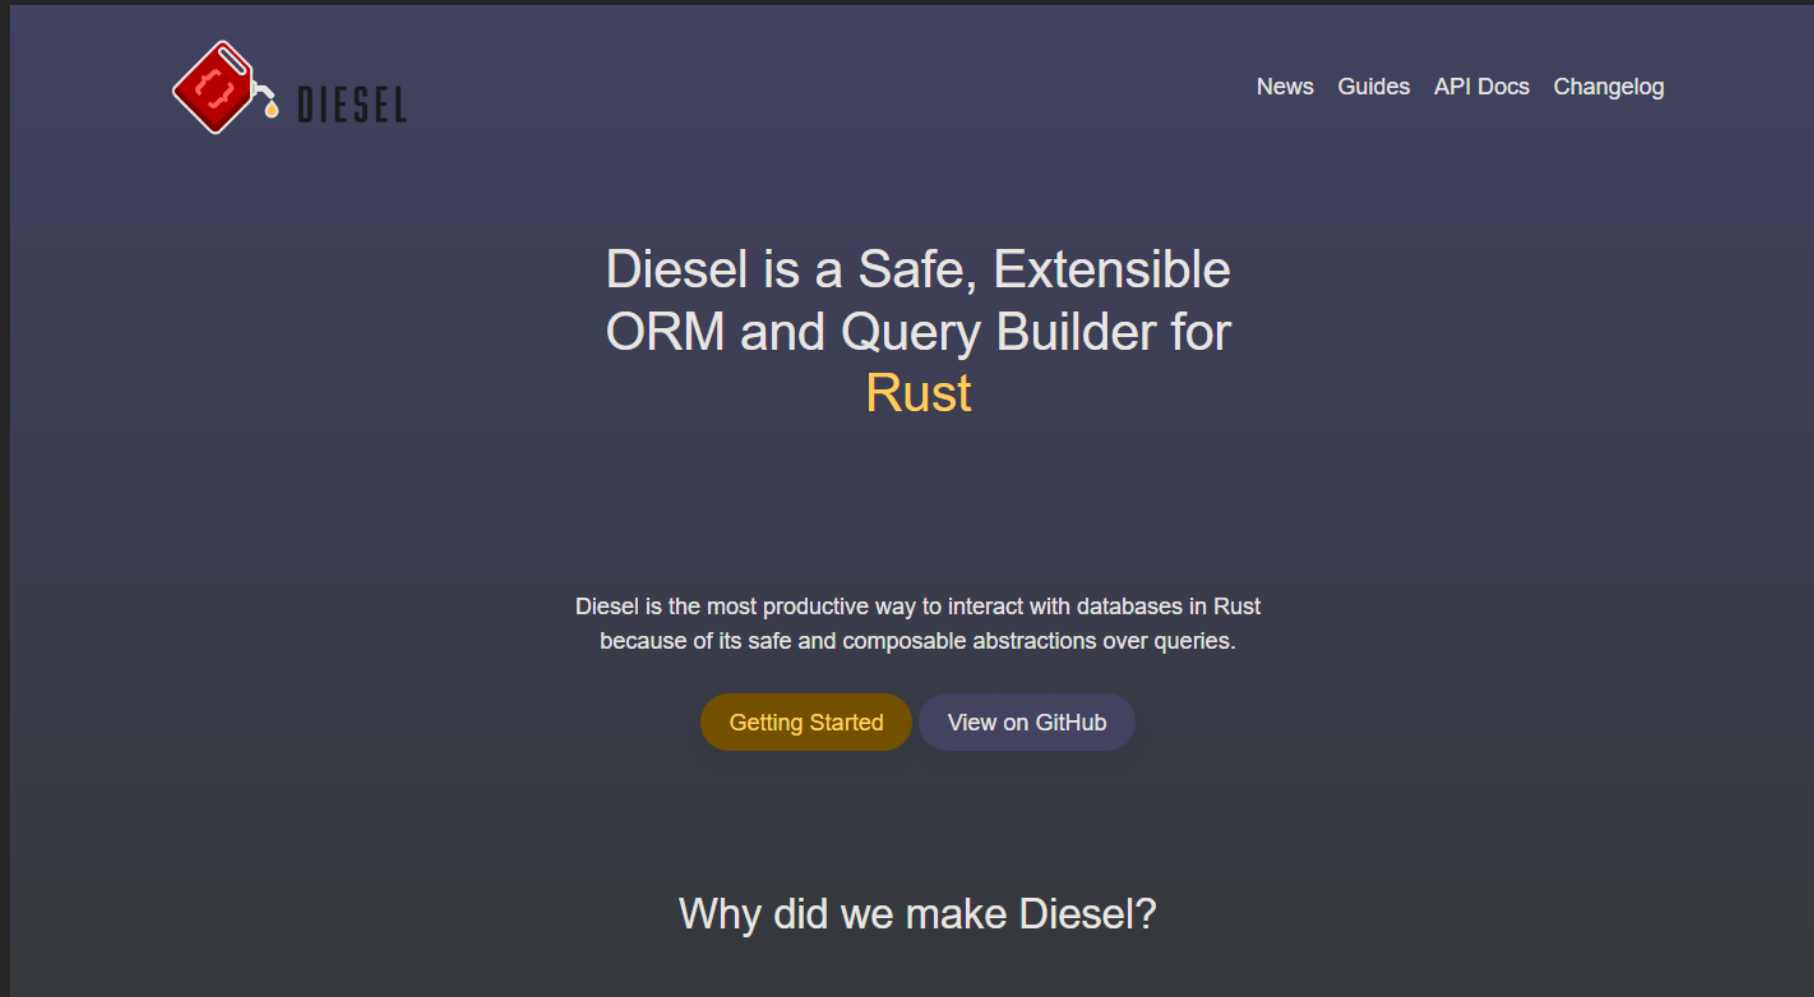 DIESEL
News Guides API Docs Changelog
Diesel is a Safe, Extensible
ORM and Query Builder for
Rust
Diesel is the most productive way to interact with databases in Rust
because of its safe and composable abstractions over queries.
Getting Started View on GitHub
Why did we make Diesel?